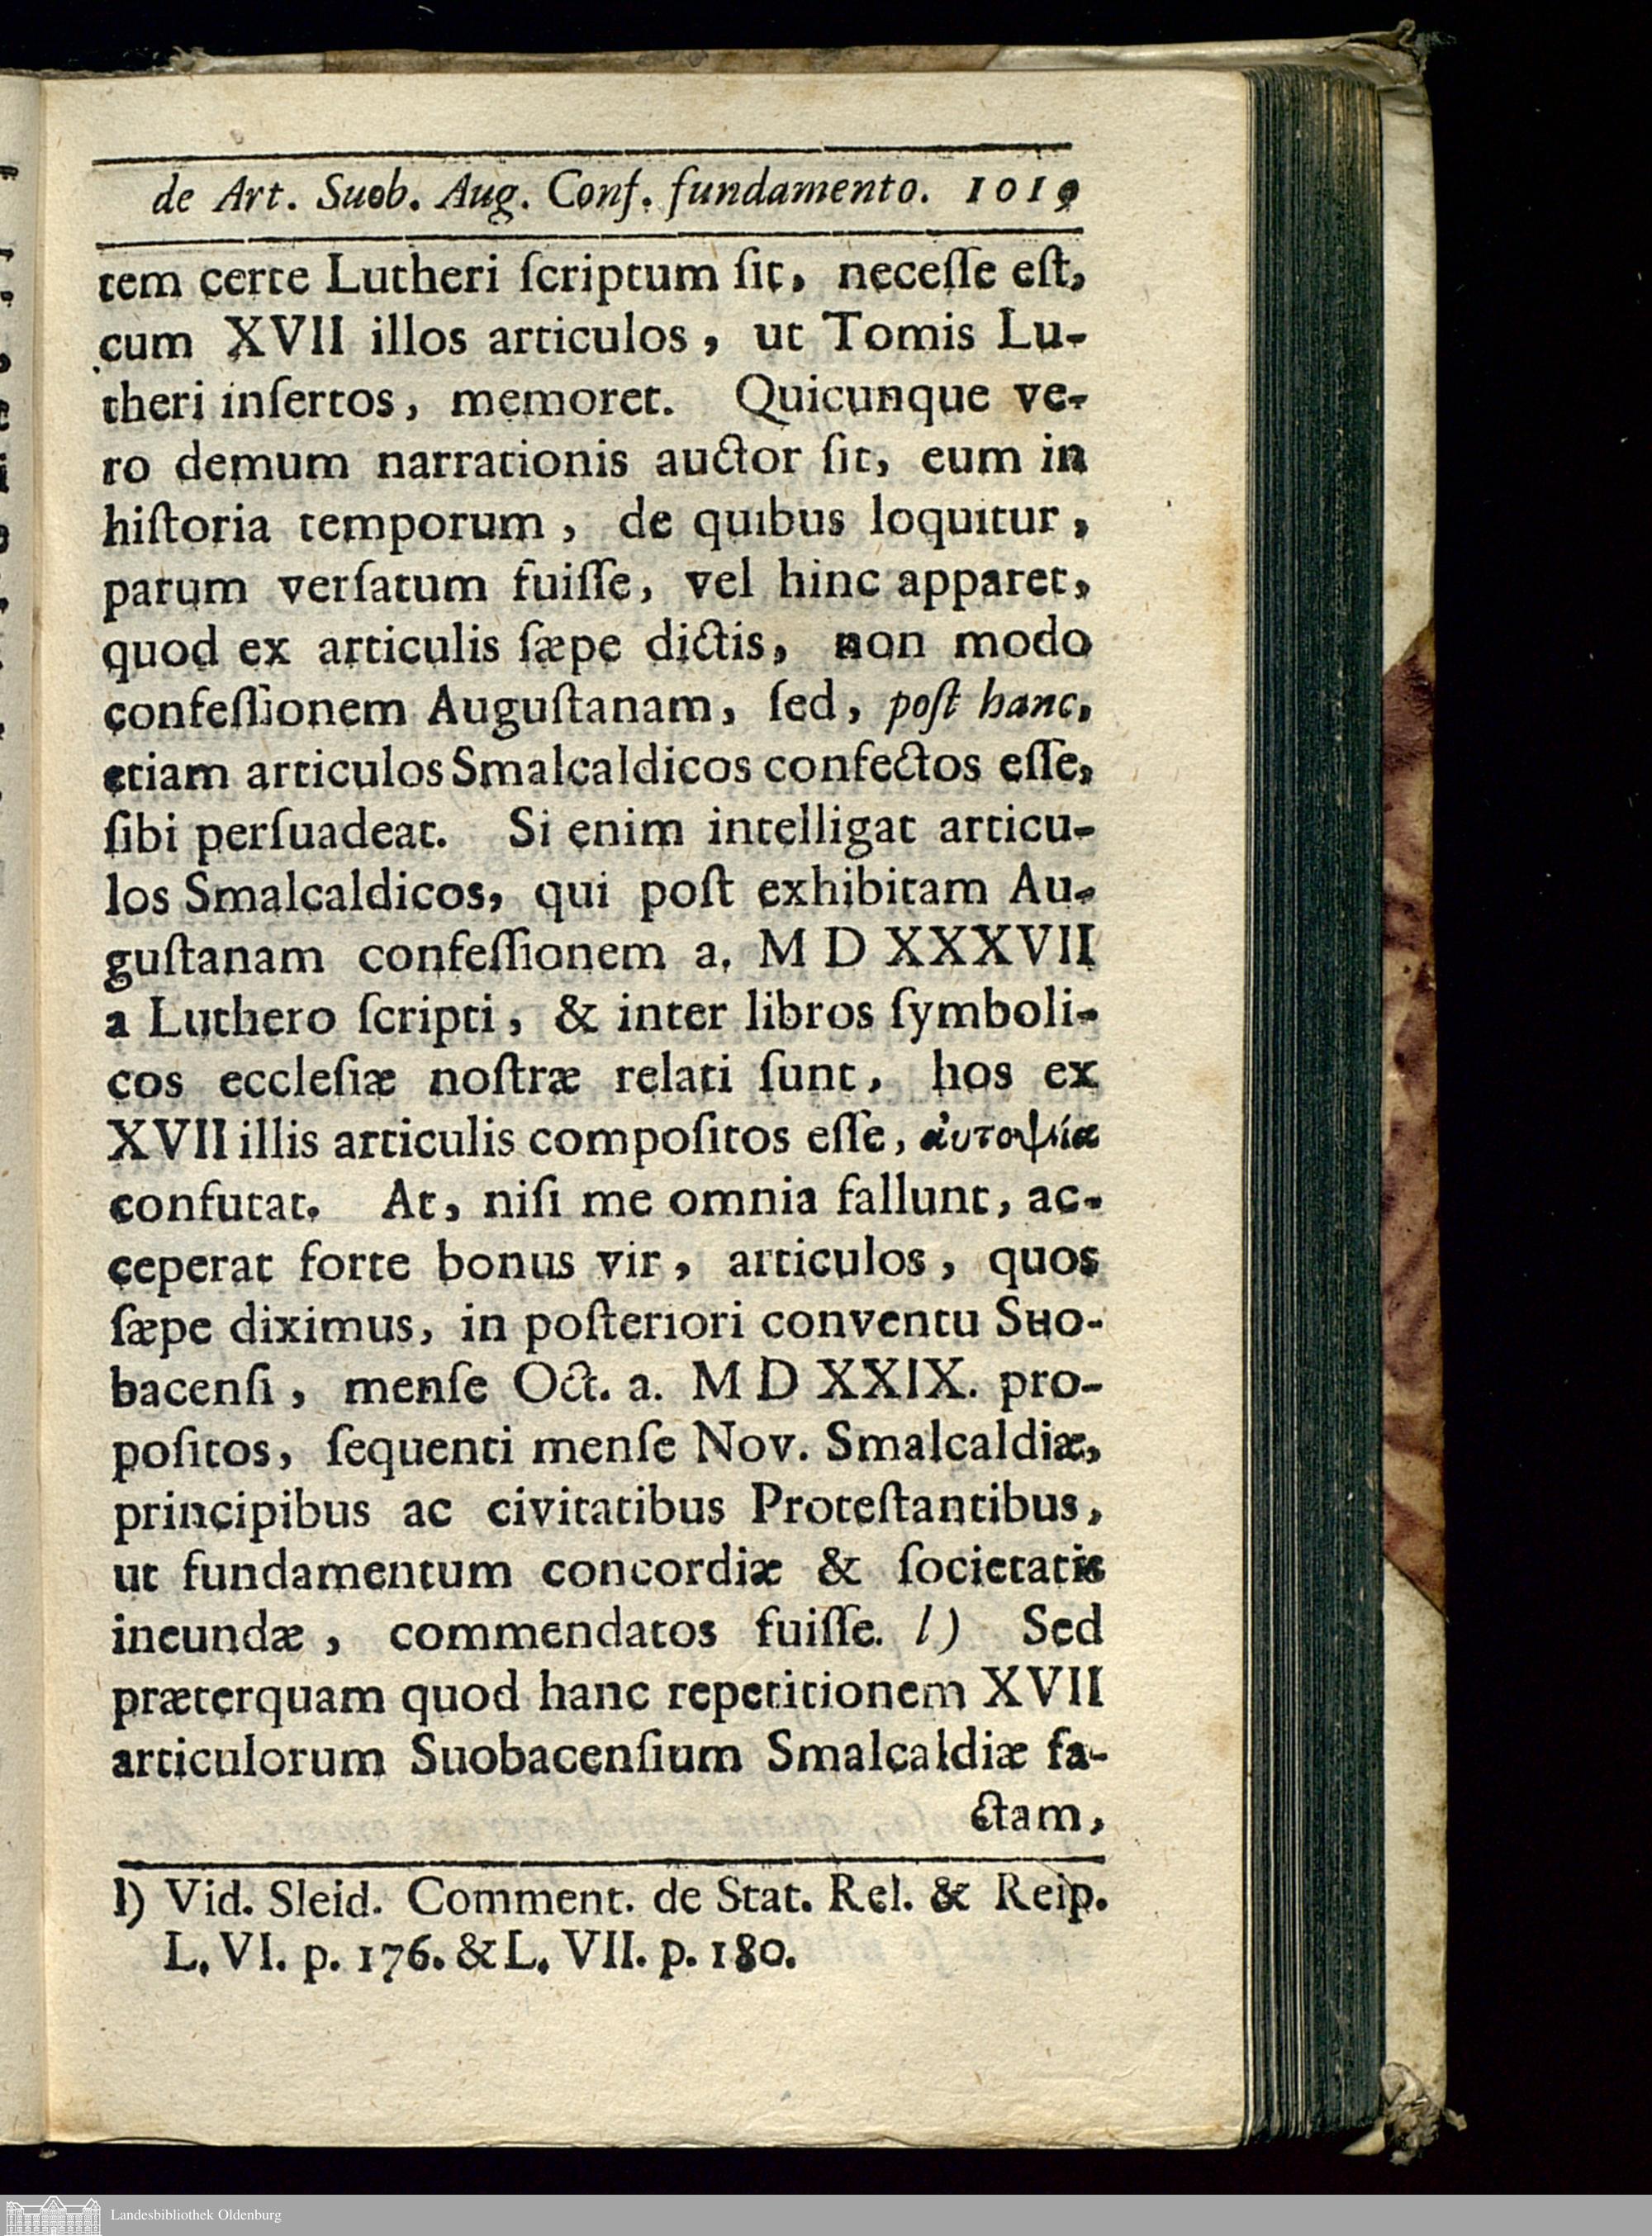 de Art. Suob. Aug. Conf. fundamento. 1019
tem certe Lutheri ſcriptum ſit, neceſſe eſt,
cum XVII illos articulos, ut Tomis Lu-
theri inſertos, memoret. Quicunque ve-
ro demum narrationis auctor ſit, eum in
hiſtoria temporum, de quibus loquitur,
parum verſatum fuiſſe, vel hinc apparet,
quod ex articulis ſæpe dictis, non modo
confeſſionem Auguſtanam, ſed, poſt hanc,
etiam articulos Smalcaldicos confectos eſſe,
ſibi perſuadeat. Si enim intelligat articu-
los Smalcaldicos, qui poſt exhibitam Au-
guſtanam confeſſionem a. M D XXXVII
a Luthero ſcripti, & inter libros ſymboli-
cos eccleſiæ noſtræ relati ſunt, hos ex
XVII illis articulis compoſitos eſſe, ἀυτοψία
confutat. At, niſi me omnia fallunt, ac-
ceperat forte bonus vir, articulos, quos
ſæpe diximus, in poſteriori conventu Suo-
bacenſi, menſe Oct. a. M D XXIX. pro-
poſitos, ſequenti menſe Nov. Smalcaldiæ,
principibus ac civitatibus Proteſtantibus,
ut fundamentum concordiæ & ſocietatis
ineundæ, commendatos fuiſſe. l) Sed
præterquam quod hanc repetitionem XVII
articulorum Suobacenſium Smalcaldiæ fa-
ctam,
l) Vid. Sleid. Comment. de Stat. Rel. & Reip.
L. VI. p. 176. & L. VII. p. 180.
Landesbibliothek Oldenburg